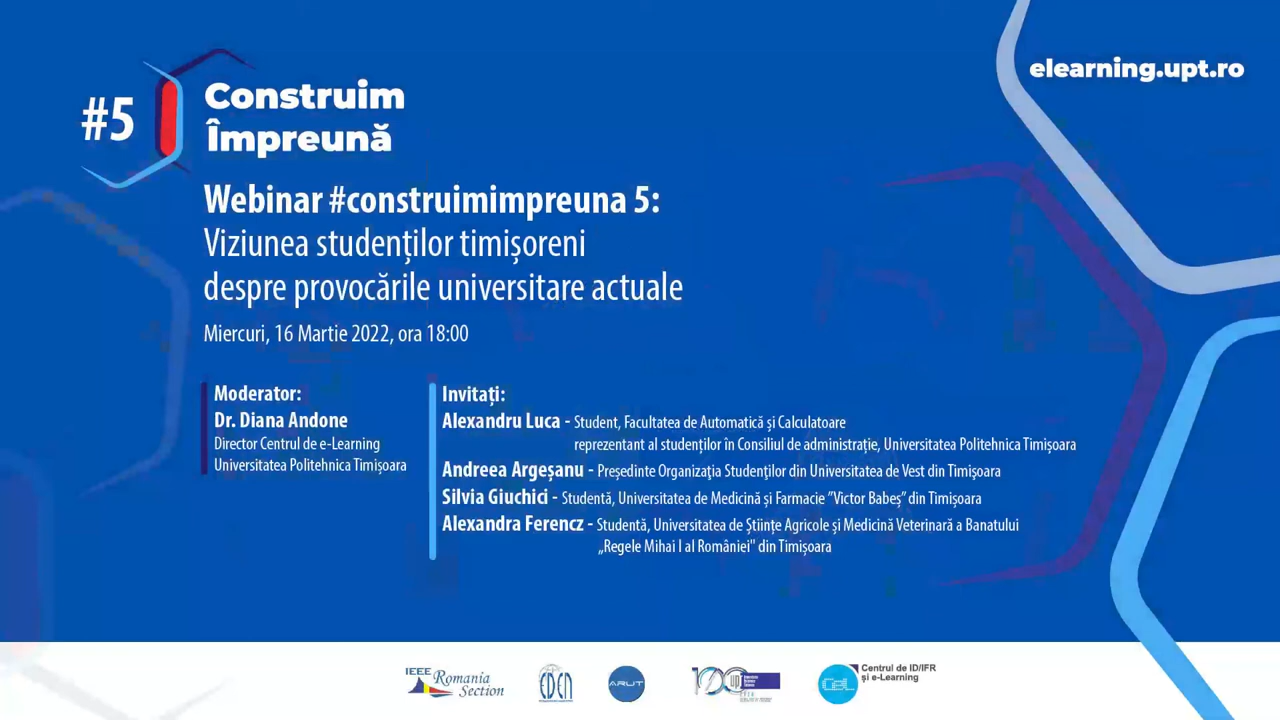 elearning.upt.ro
#5
Construim
Împreună
Webinar #construimimpreuna 5:
Viziunea studenților timișoreni
despre provocările universitare actuale
Miercuri, 16 Martie 2022, ora 18:00
Moderator:
Dr. Diana Andone
Director Centrul de e-Learning
Universitatea Politehnica Timișoara
Invitați:
Alexandru Luca - Student, Facultatea de Automatică și Calculatoare
reprezentant al studenților în Consiliul de administrație, Universitatea Politehnica Timișoara
Andreea Argeșanu - Președinte Organizaţia Studenţilor din Universitatea de Vest din Timişoara
Silvia Giuchici - Studentă, Universitatea de Medicină și Farmacie ”Victor Babeș” din Timișoara
Alexandra Ferencz - Studentă, Universitatea de Științe Agricole și Medicină Veterinară a Banatului
„Regele Mihai I al României" din Timișoara
IEEE Romania
Section
EDEN
ARUT
100 upt
CeL
Centrul de ID/IFR
și e-Learning